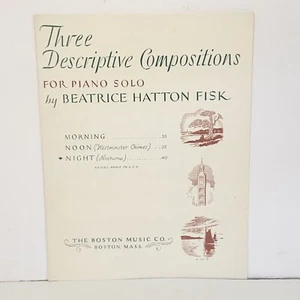 Three
Descriptive Compositions
FOR PIANO SOLO
by BEATRICE HATTON FISK
MORNING
NOON (Westminster Chimes)
NIGHT (Nocturne) .40
THE BOSTON MUSIC CO.
BOSTON MASS.